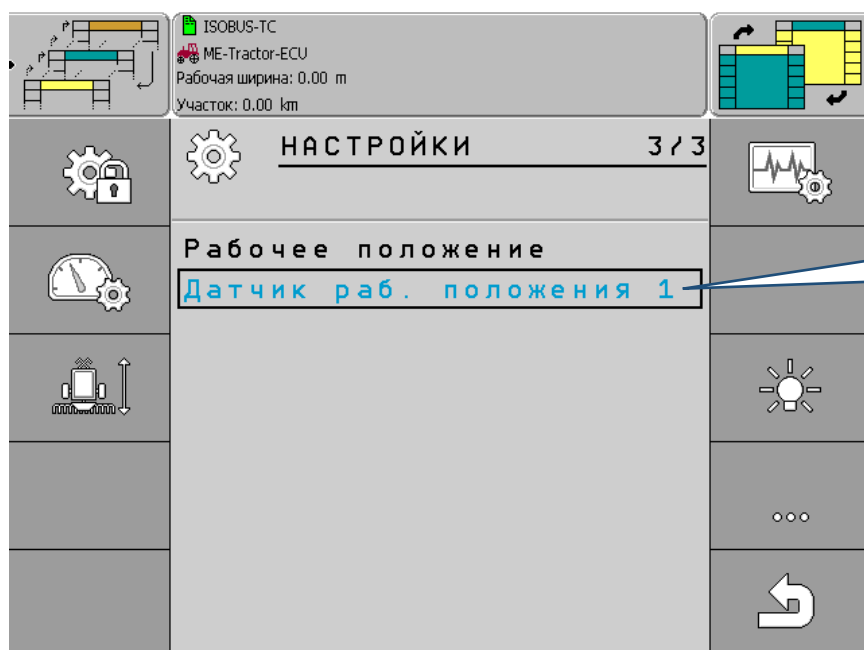 ISOBUS-TC
ME-Tractor-ECU
Рабочая ширина: 0.00 m
Участок: 0.00 km
НАСТРОЙКИ 3/3
Рабочее положение
Датчик раб. положения 1